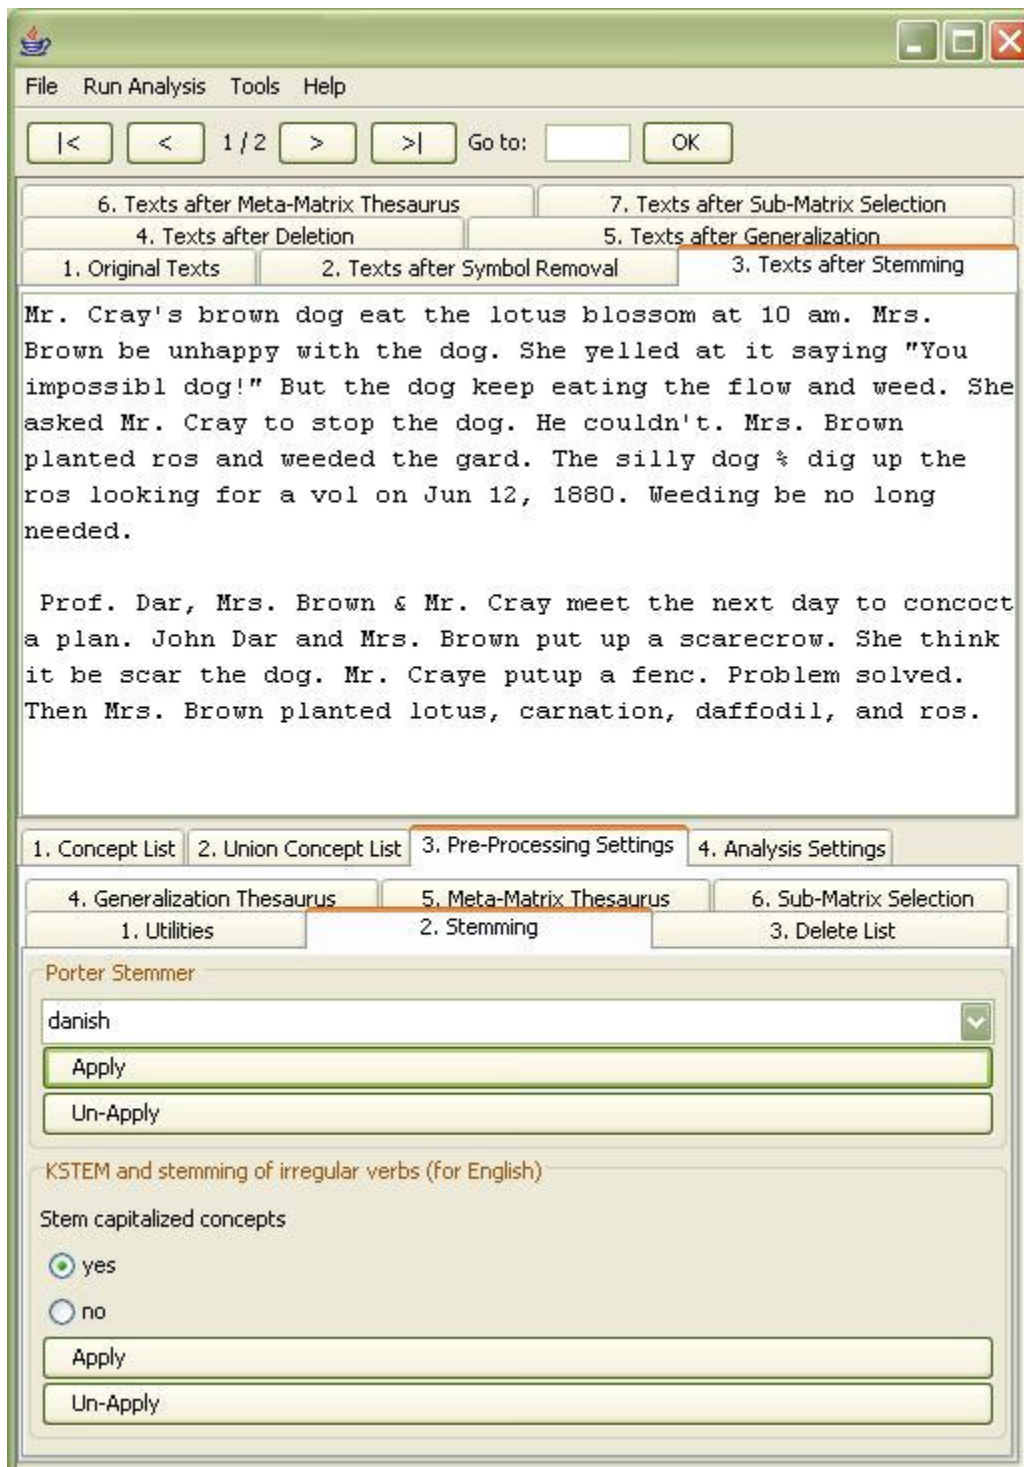 File Run Analysis Tools Help
|< < 1 / 2 > >| Go to: OK
6. Texts after Meta-Matrix Thesaurus 7. Texts after Sub-Matrix Selection
4. Texts after Deletion 5. Texts after Generalization
1. Original Texts 2. Texts after Symbol Removal 3. Texts after Stemming
Mr. Cray's brown dog eat the lotus blossom at 10 am. Mrs.
Brown be unhappy with the dog. She yelled at it saying "You
impossibl dog!" But the dog keep eating the flow and weed. She
asked Mr. Cray to stop the dog. He couldn't. Mrs. Brown
planted ros and weeded the gard. The silly dog % dig up the
ros looking for a vol on Jun 12, 1880. Weeding be no long
needed.
Prof. Dar, Mrs. Brown & Mr. Cray meet the next day to concoct
a plan. John Dar and Mrs. Brown put up a scarecrow. She think
it be scar the dog. Mr. Craye putup a fenc. Problem solved.
Then Mrs. Brown planted lotus, carnation, daffodil, and ros.
1. Concept List 2. Union Concept List 3. Pre-Processing Settings 4. Analysis Settings
4. Generalization Thesaurus 5. Meta-Matrix Thesaurus 6. Sub-Matrix Selection
1. Utilities 2. Stemming 3. Delete List
Porter Stemmer
danish
Apply
Un-Apply
KSTEM and stemming of irregular verbs (for English)
Stem capitalized concepts
yes
no
Apply
Un-Apply